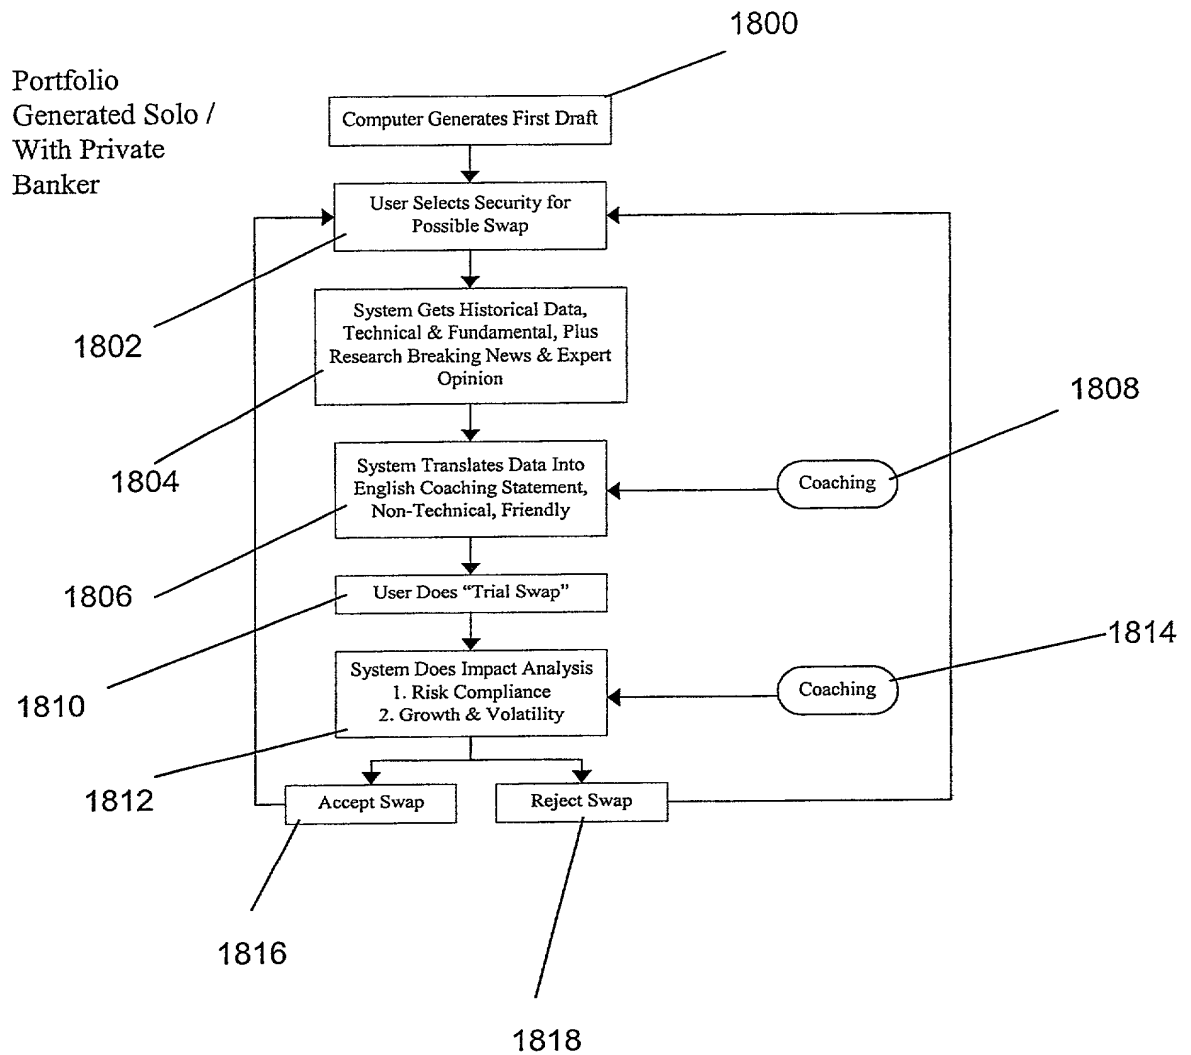 1800
Portfolio
Generated Solo /
With Private
Banker
Computer Generates First Draft
User Selects Security for
Possible Swap
1802
System Gets Historical Data,
Technical & Fundamental, Plus
Research Breaking News & Expert
Opinion
1804
1808
System Translates Data Into
English Coaching Statement,
Non-Technical, Friendly
Coaching
1806
User Does “Trial Swap”
1810
1814
System Does Impact Analysis
1. Risk Compliance
2. Growth & Volatility
Coaching
1812
Accept Swap
Reject Swap
1816
1818